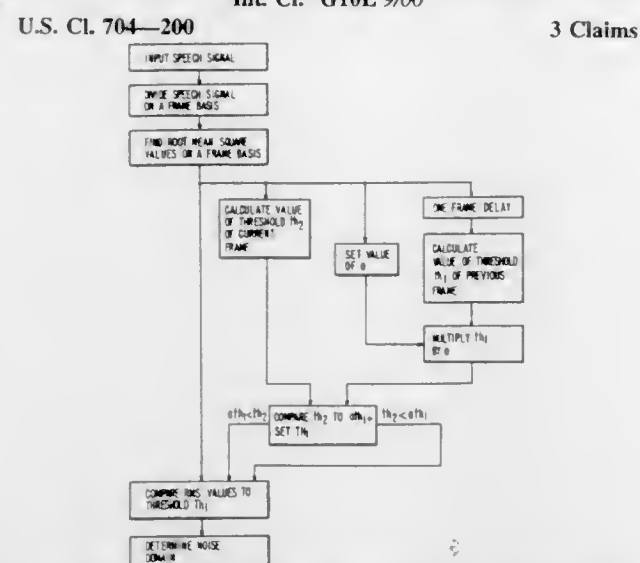 Int. Cl. G10L 9/00
U.S. Cl. 704—200
3 Claims
INPUT SPEECH SIGNAL
DIVIDE SPEECH SIGNAL
ON A FRAME BASIS
FIND ROOT MEAN SQUARE
VALUES ON A FRAME BASIS
CALCULATE VALUE
OF THRESHOLD th2
OF CURRENT
FRAME
SET VALUE
OF α
ONE FRAME DELAY
CALCULATE
VALUE OF THRESHOLD
th1 OF PREVIOUS
FRAME
MULTIPLY th1
BY α
αth1<th2
COMPARE th2 TO αth1,
SET Th1
th2<αth1
COMPARE RMS VALUES TO
THRESHOLD Th1
DETERMINE NOISE
DOMAIN